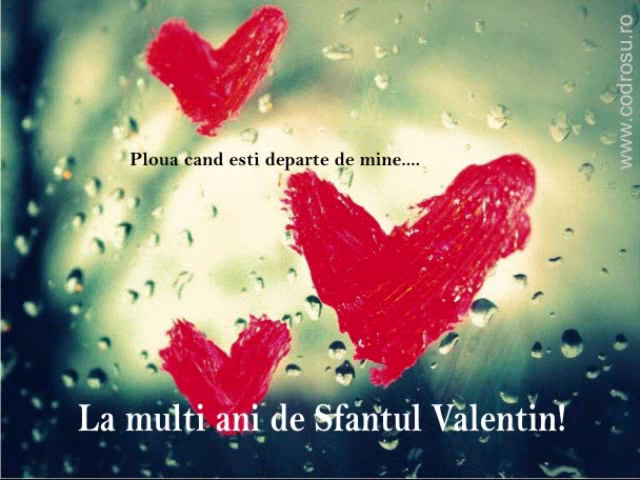 www.codrosu.ro
Ploua cand esti departe de mine....
La multi ani de Sfantul Valentin!